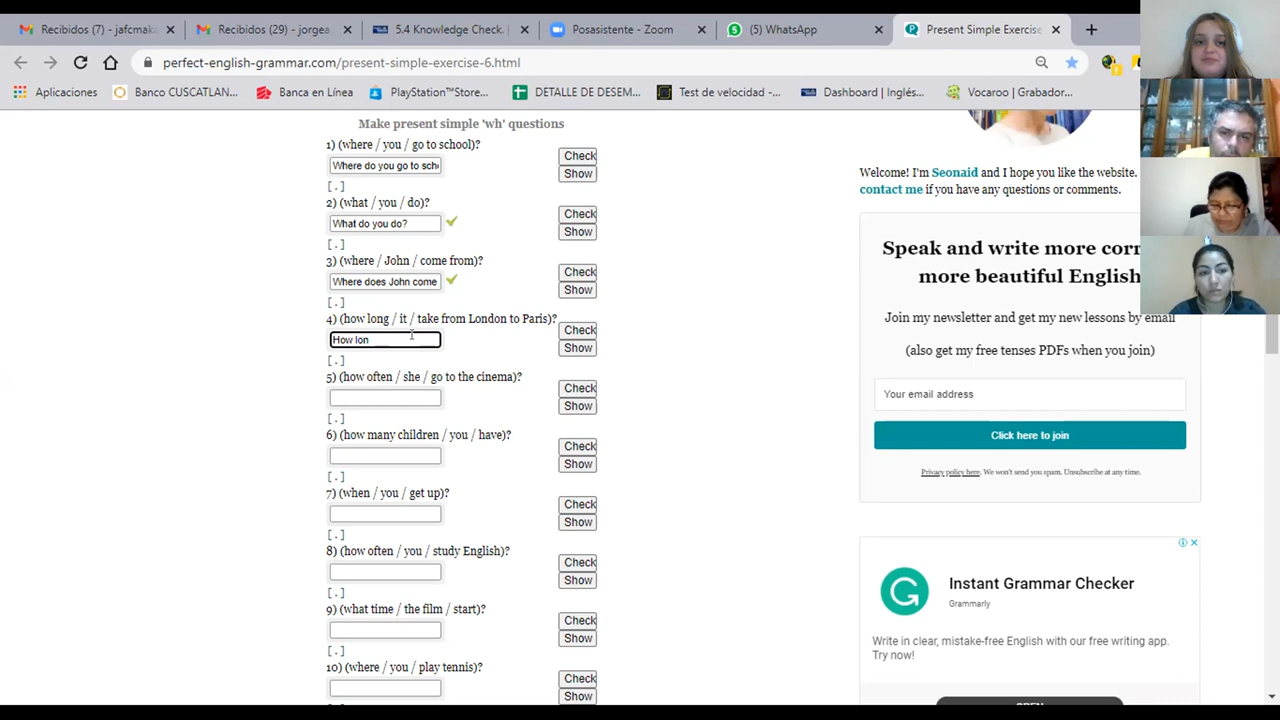 Recibidos (7) - jafcmak
Recibidos (29) - jorgea
5.4 Knowledge Check.
Posasistente - Zoom
(5) WhatsApp
Present Simple Exercise
perfect-english-grammar.com/present-simple-exercise-6.html
Aplicaciones
Banco CUSCATLAN...
Banca en Línea
PlayStation™Store...
DETALLE DE DESEM...
Test de velocidad -...
Dashboard | Inglés...
Vocaroo | Grabador...
Make present simple 'wh' questions
1) (where / you / go to school)?
Where do you go to sch
Check
Show
[ . ]
2) (what / you / do)?
What do you do?
Check
Show
[ . ]
3) (where / John / come from)?
Where does John come
Check
Show
[ . ]
4) (how long / it / take from London to Paris)?
How lon
Check
Show
[ . ]
5) (how often / she / go to the cinema)?
Check
Show
[ . ]
6) (how many children / you / have)?
Check
Show
[ . ]
7) (when / you / get up)?
Check
Show
[ . ]
8) (how often / you / study English)?
Check
Show
[ . ]
9) (what time / the film / start)?
Check
Show
[ . ]
10) (where / you / play tennis)?
Check
Show
Welcome! I'm Seonaid and I hope you like the website.
contact me if you have any questions or comments.
Speak and write more corr
more beautiful English
Join my newsletter and get my new lessons by email
(also get my free tenses PDFs when you join)
Your email address
Click here to join
Privacy policy here. We won't send you spam. Unsubscribe at any time.
Instant Grammar Checker
Grammarly
Write in clear, mistake-free English with our free writing app.
Try now!